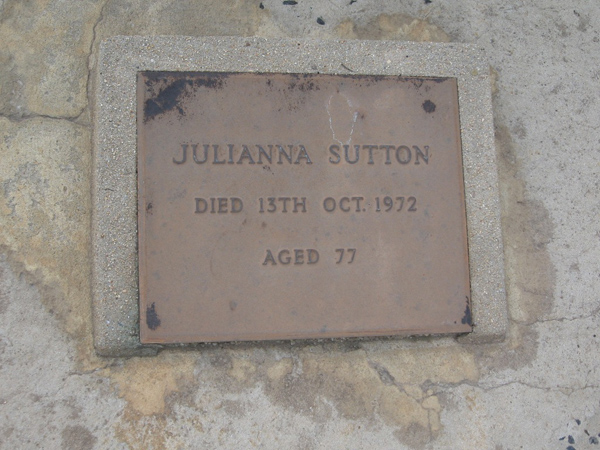 JULIANNA SUTTON
DIED 13TH OCT. 1972
AGED 77